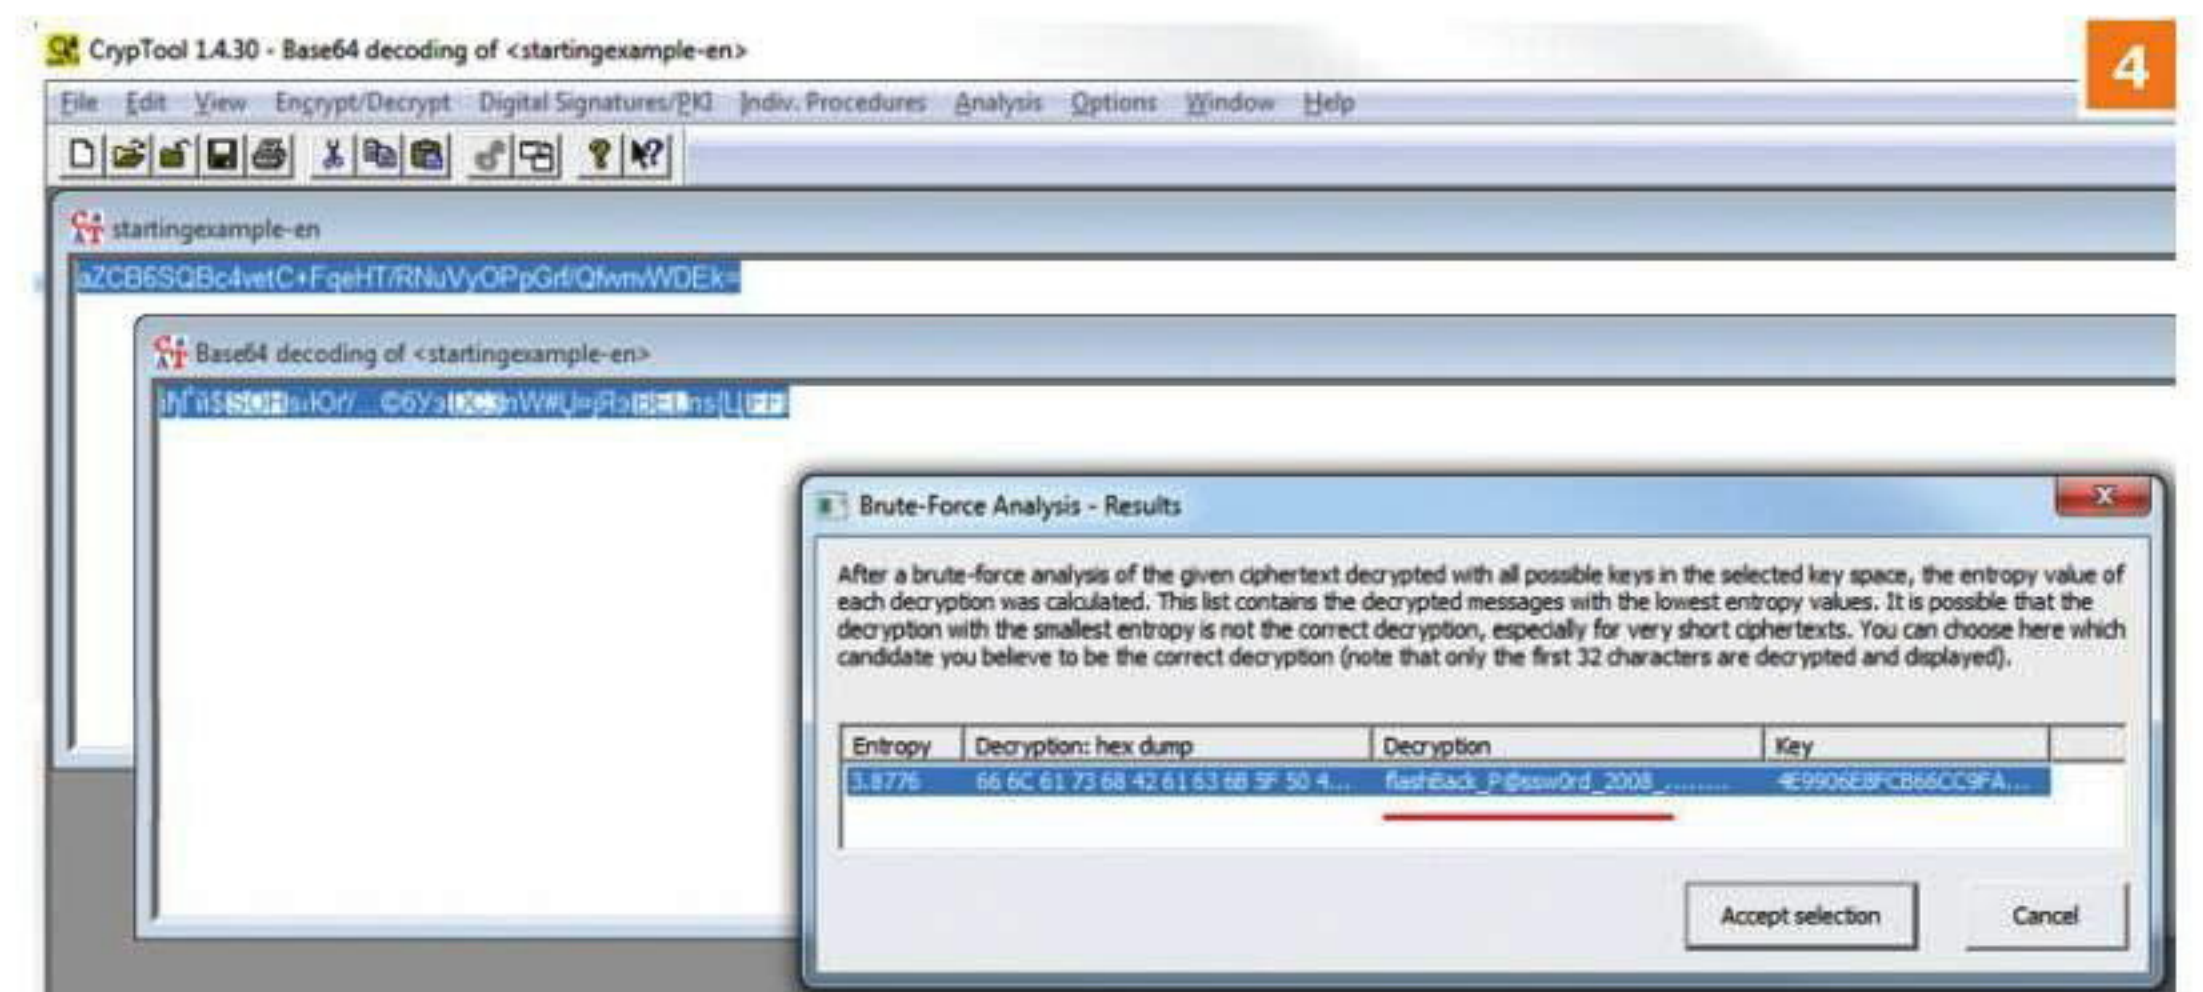 CrypTool 1.4.30 - Base64 decoding of <startingexample-en>
4
File Edit View Encrypt/Decrypt Digital Signatures/PKI Indiv. Procedures Analysis Options Window Help
startingexample-en
Base64 decoding of <startingexample-en>
Brute-Force Analysis - Results
After a brute-force analysis of the given ciphertext decrypted with all possible keys in the selected key space, the entropy value of
each decryption was calculated. This list contains the decrypted messages with the lowest entropy values. It is possible that the
decryption with the smallest entropy is not the correct decryption, especially for very short ciphertexts. You can choose here which
candidate you believe to be the correct decryption (note that only the first 32 characters are decrypted and displayed).
Entropy Decryption: hex dump Decryption Key
3.8776 66 6C 61 73 68 42 61 63 6B 5F 50 4... flashBack_P@ssw0rd_2008_,....... 4E9906E8FCB66CC9FA...
Accept selection Cancel